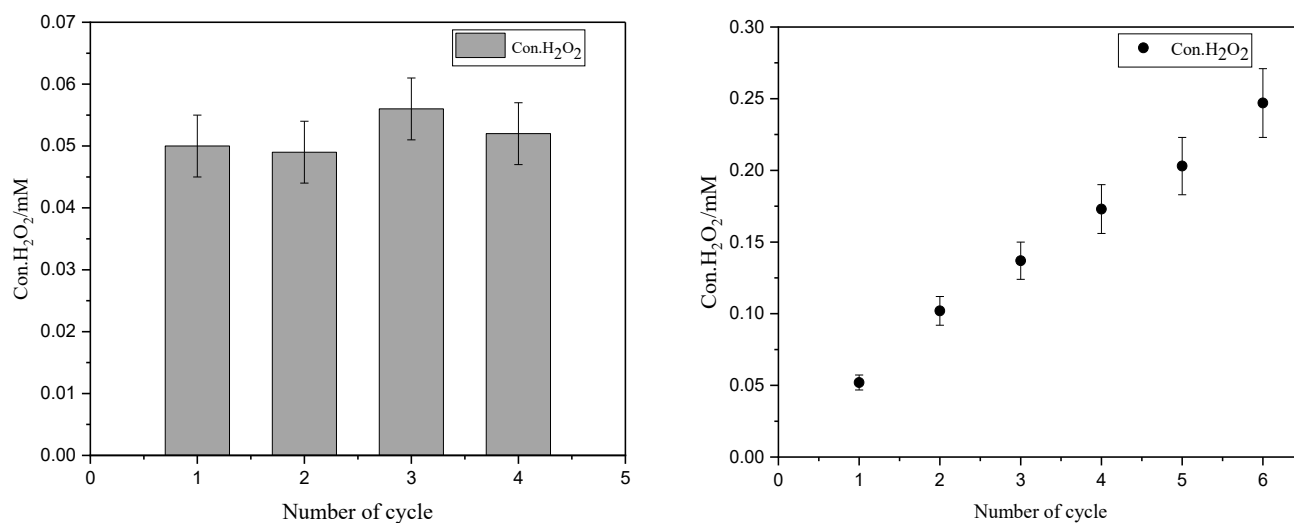 0.07
0.06
0.05
0.04
0.03
0.02
0.01
0.00
Con.H₂O₂/mM
Con.H₂O₂
0 1 2 3 4 5
Number of cycle
0.30
0.25
0.20
0.15
0.10
0.05
0.00
Con.H₂O₂/mM
Con.H₂O₂
0 1 2 3 4 5 6
Number of cycle